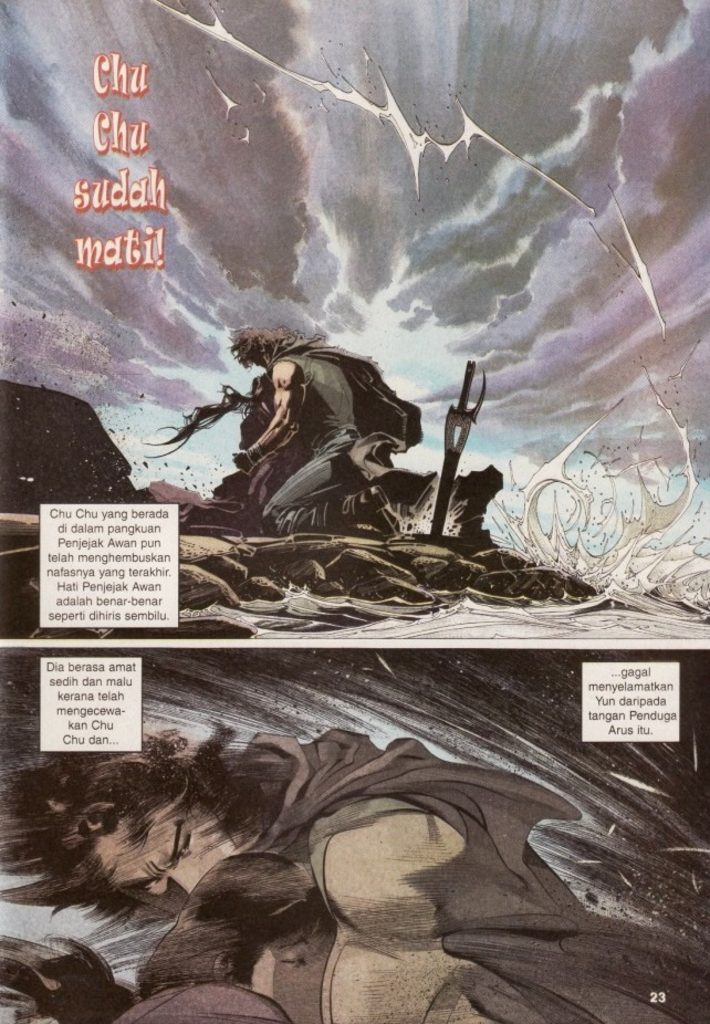 Chu
Chu
sudah
mati!
Chu Chu yang berada
di dalam pangkuan
Penjejak Awan pun
telah menghembuskan
nafasnya yang terakhir.
Hati Penjejak Awan
adalah benar-benar
seperti dihiris sembilu.
Dia berasa amat
sedih dan malu
kerana telah
mengecewa-
kan Chu
Chu dan...
...gagal
menyelamatkan
Yun daripada
tangan Penduga
Arus itu.
23